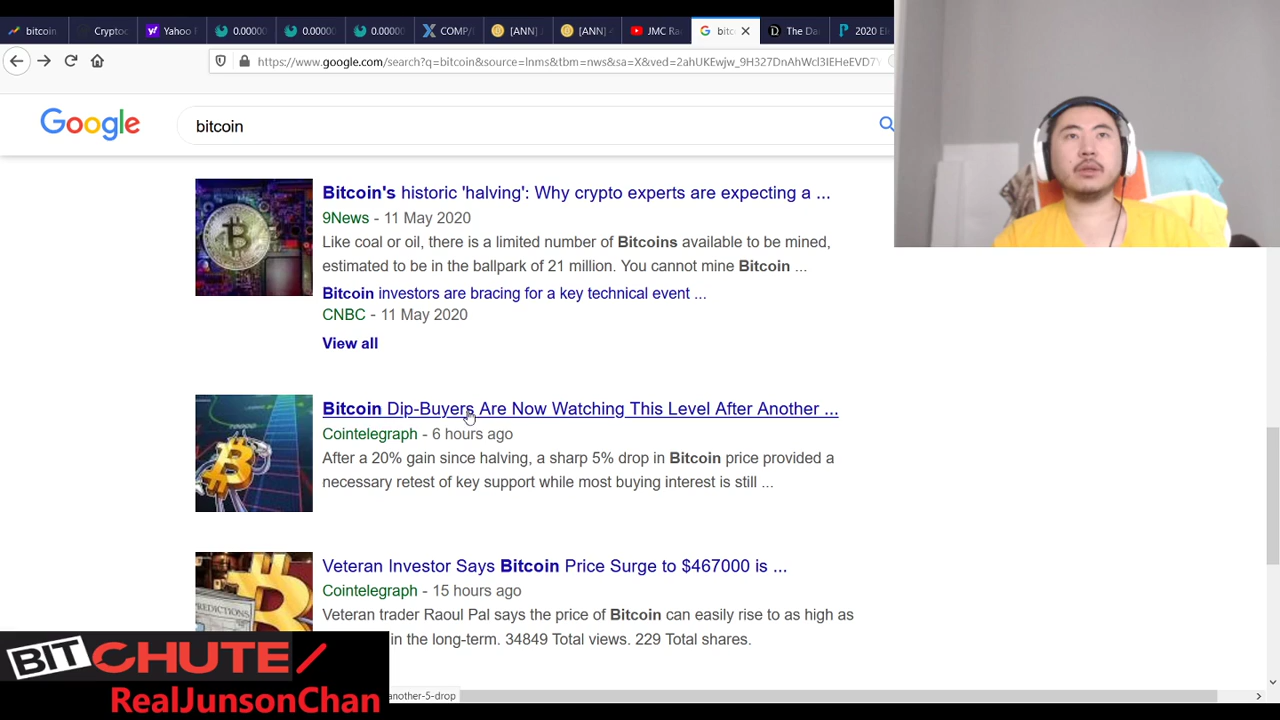 bitcoin
Crypto
Yahoo
0.00000
0.00000
0.00000
COMP/
[ANN]
[ANN]
JMC Ra
bitc
The Da
2020 El
https://www.google.com/search?q=bitcoin&source=lnms&tbm=nws&sa=X&ved=2ahUKEwjw_9H327DnAhWcl3IEHeEVD7Y
Google
bitcoin
Bitcoin's historic 'halving': Why crypto experts are expecting a ...
9News - 11 May 2020
Like coal or oil, there is a limited number of Bitcoins available to be mined,
estimated to be in the ballpark of 21 million. You cannot mine Bitcoin ...
Bitcoin investors are bracing for a key technical event ...
CNBC - 11 May 2020
View all
Bitcoin Dip-Buyers Are Now Watching This Level After Another ...
Cointelegraph - 6 hours ago
After a 20% gain since halving, a sharp 5% drop in Bitcoin price provided a
necessary retest of key support while most buying interest is still ...
Veteran Investor Says Bitcoin Price Surge to $467000 is ...
Cointelegraph - 15 hours ago
PREDICTIONS
Veteran trader Raoul Pal says the price of Bitcoin can easily rise to as high as
in the long-term. 34849 Total views. 229 Total shares.
BITCHUTE
RealJunsonChan
another-5-drop